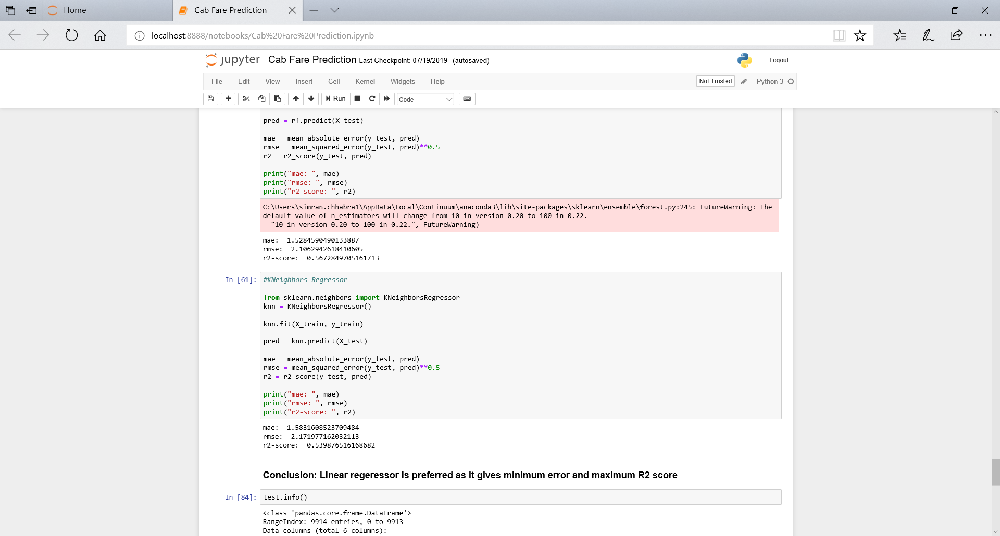 Home
Cab Fare Prediction
localhost:8888/notebooks/Cab%20Fare%20Prediction.ipynb
jupyter Cab Fare Prediction Last Checkpoint: 07/19/2019 (autosaved)
Logout
File Edit View Insert Cell Kernel Widgets Help
Not Trusted Python 3
Run Code
pred = rf.predict(X_test)
mae = mean_absolute_error(y_test, pred)
rmse = mean_squared_error(y_test, pred)**0.5
r2 = r2_score(y_test, pred)
print("mae: ", mae)
print("rmse: ", rmse)
print("r2-score: ", r2)
C:\Users\simran.chhabra1\AppData\Local\Continuum\anaconda3\lib\site-packages\sklearn\ensemble\forest.py:245: FutureWarning: The
default value of n_estimators will change from 10 in version 0.20 to 100 in 0.22.
"10 in version 0.20 to 100 in 0.22.", FutureWarning)
mae:  1.5284590490133887
rmse:  2.1062942618410605
r2-score:  0.5672849705161713
In [61]: #KNeighbors Regressor
from sklearn.neighbors import KNeighborsRegressor
knn = KNeighborsRegressor()
knn.fit(X_train, y_train)
pred = knn.predict(X_test)
mae = mean_absolute_error(y_test, pred)
rmse = mean_squared_error(y_test, pred)**0.5
r2 = r2_score(y_test, pred)
print("mae: ", mae)
print("rmse: ", rmse)
print("r2-score: ", r2)
mae:  1.5831608523709484
rmse:  2.171977162032113
r2-score:  0.539876516168682
Conclusion: Linear regeressor is preferred as it gives minimum error and maximum R2 score
In [84]: test.info()
<class 'pandas.core.frame.DataFrame'>
RangeIndex: 9914 entries, 0 to 9913
Data columns (total 6 columns):